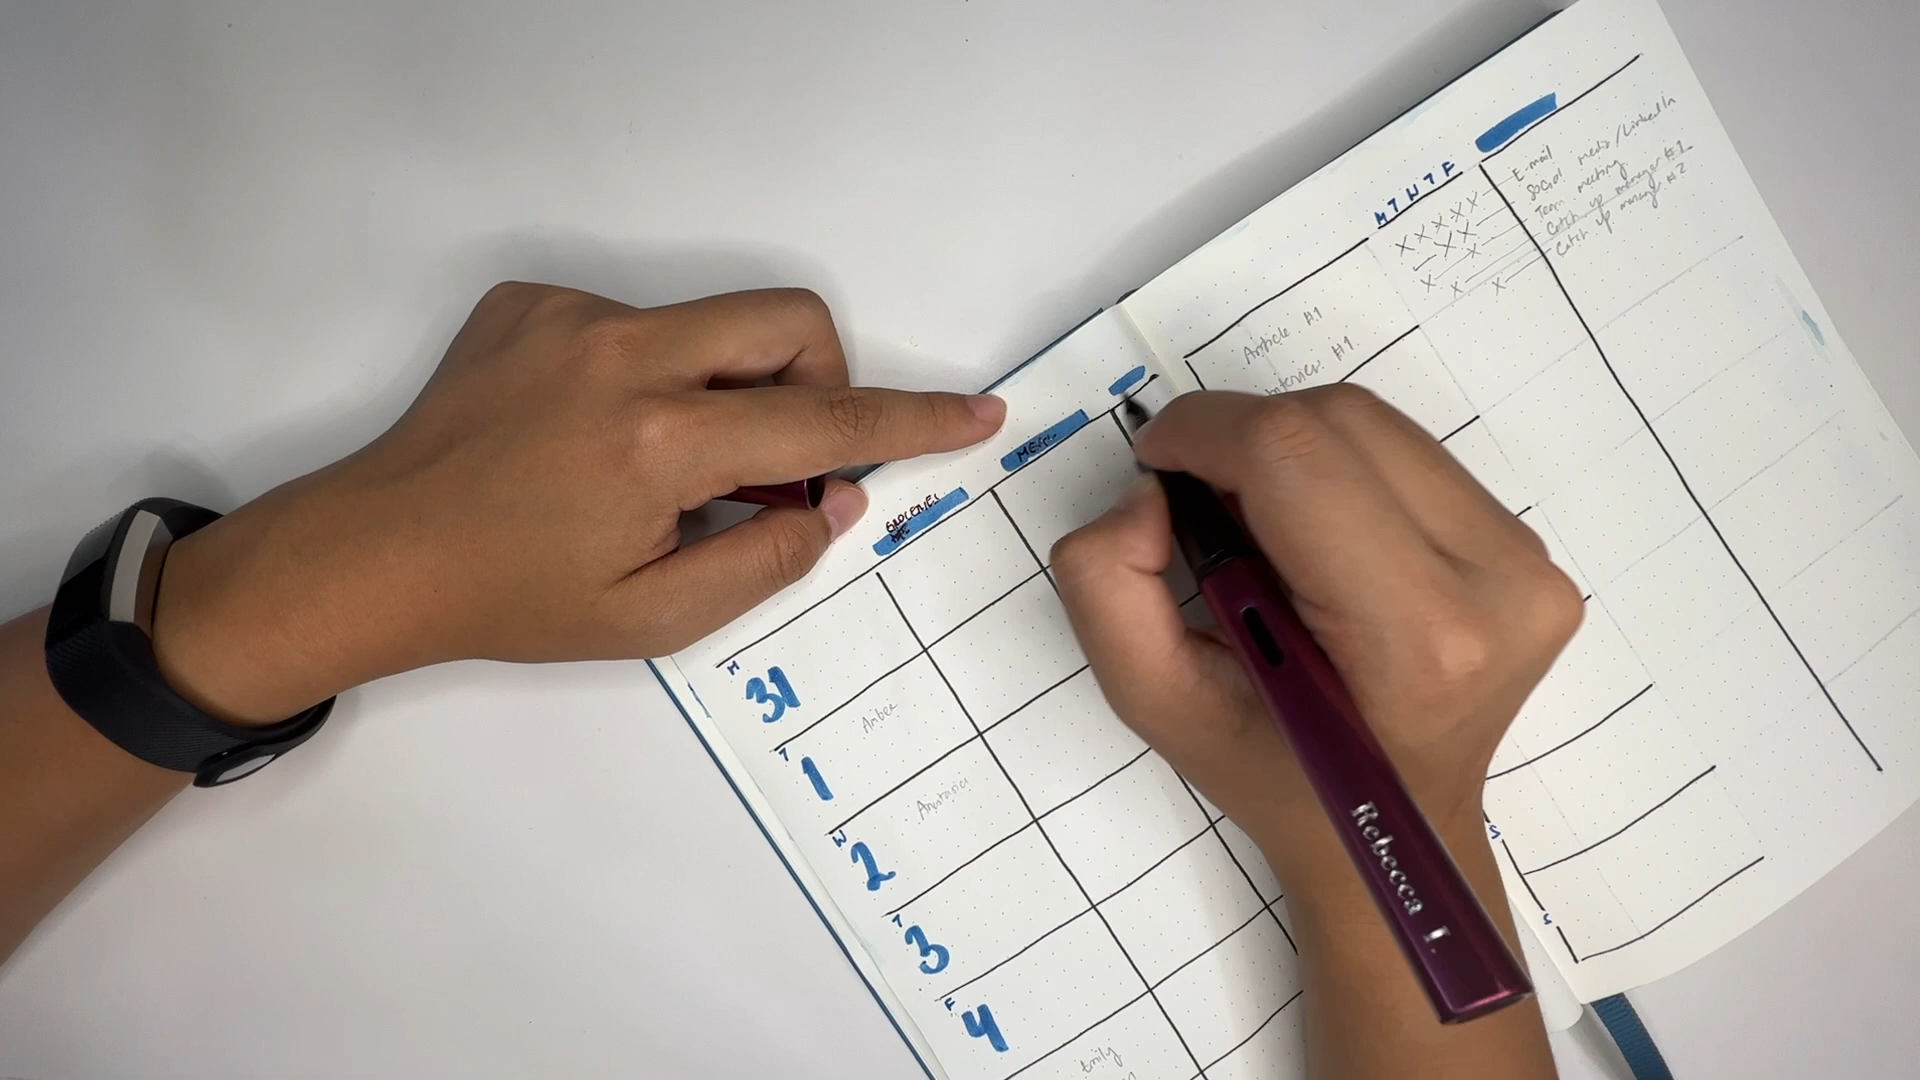 GROCERIES
M
31
T
1
Amber
W
2
Anastasia
T
3
F
4
Emily
M T W T F
E-mail
Social media/LinkedIn
Team meeting
Catch up manager #1
Catch up manager #2
X X X X X
X X X
X X X
Article #1
Interview #1
S
S
Rebecca I.